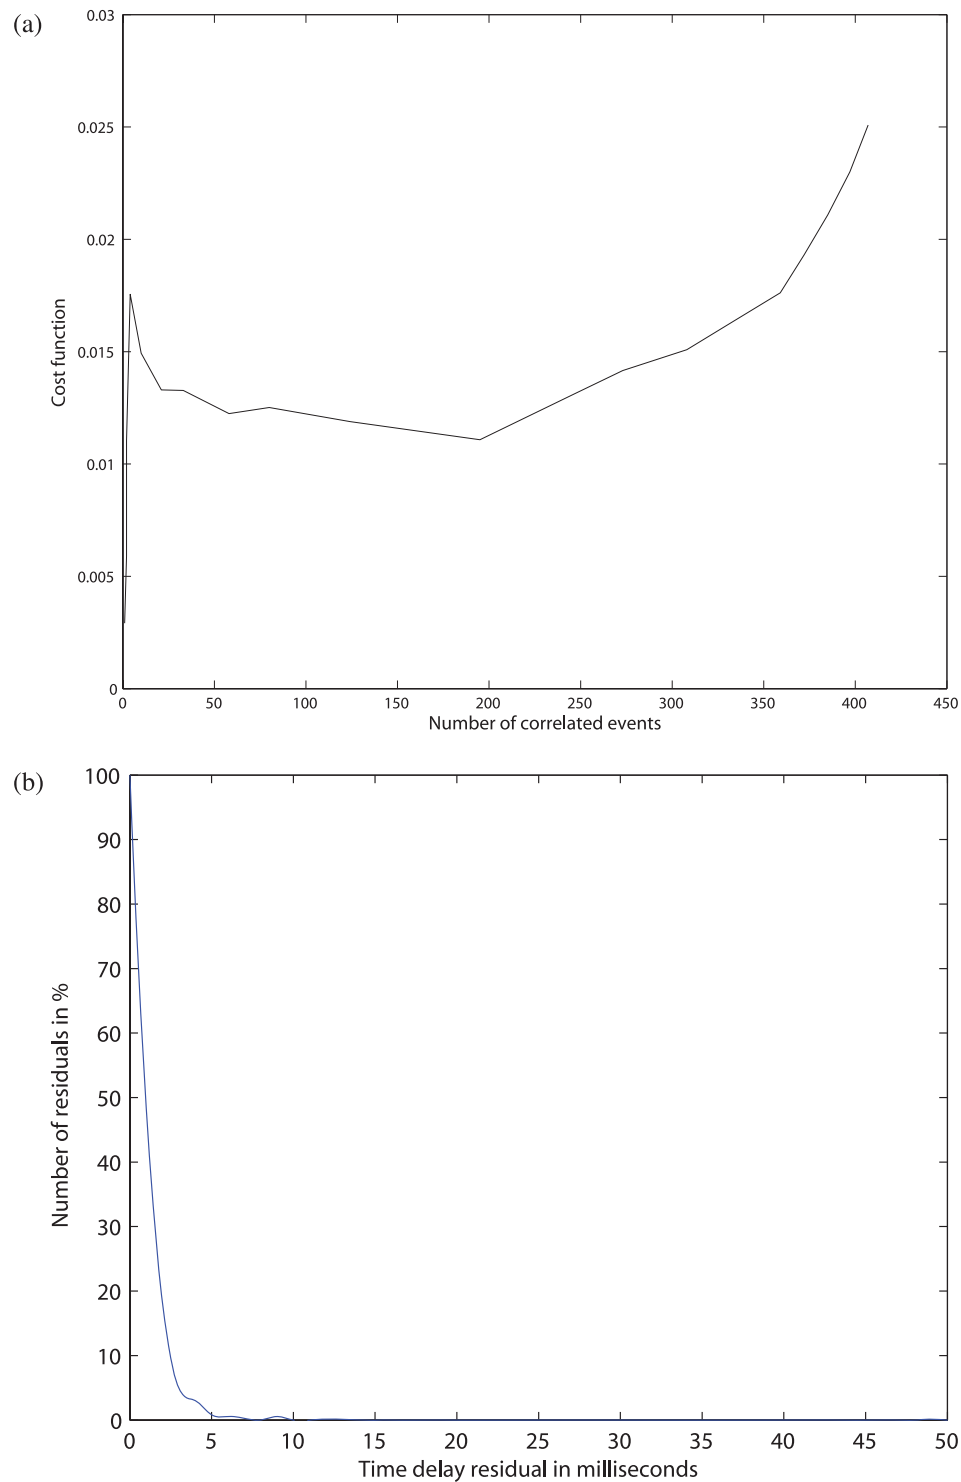 (a)
0.03
0.025
0.02
0.015
0.01
0.005
0
Cost function
0 50 100 150 200 250 300 350 400 450
Number of correlated events
(b)
100
90
80
70
60
50
40
30
20
10
0
Number of residuals in %
0 5 10 15 20 25 30 35 40 45 50
Time delay residual in milliseconds